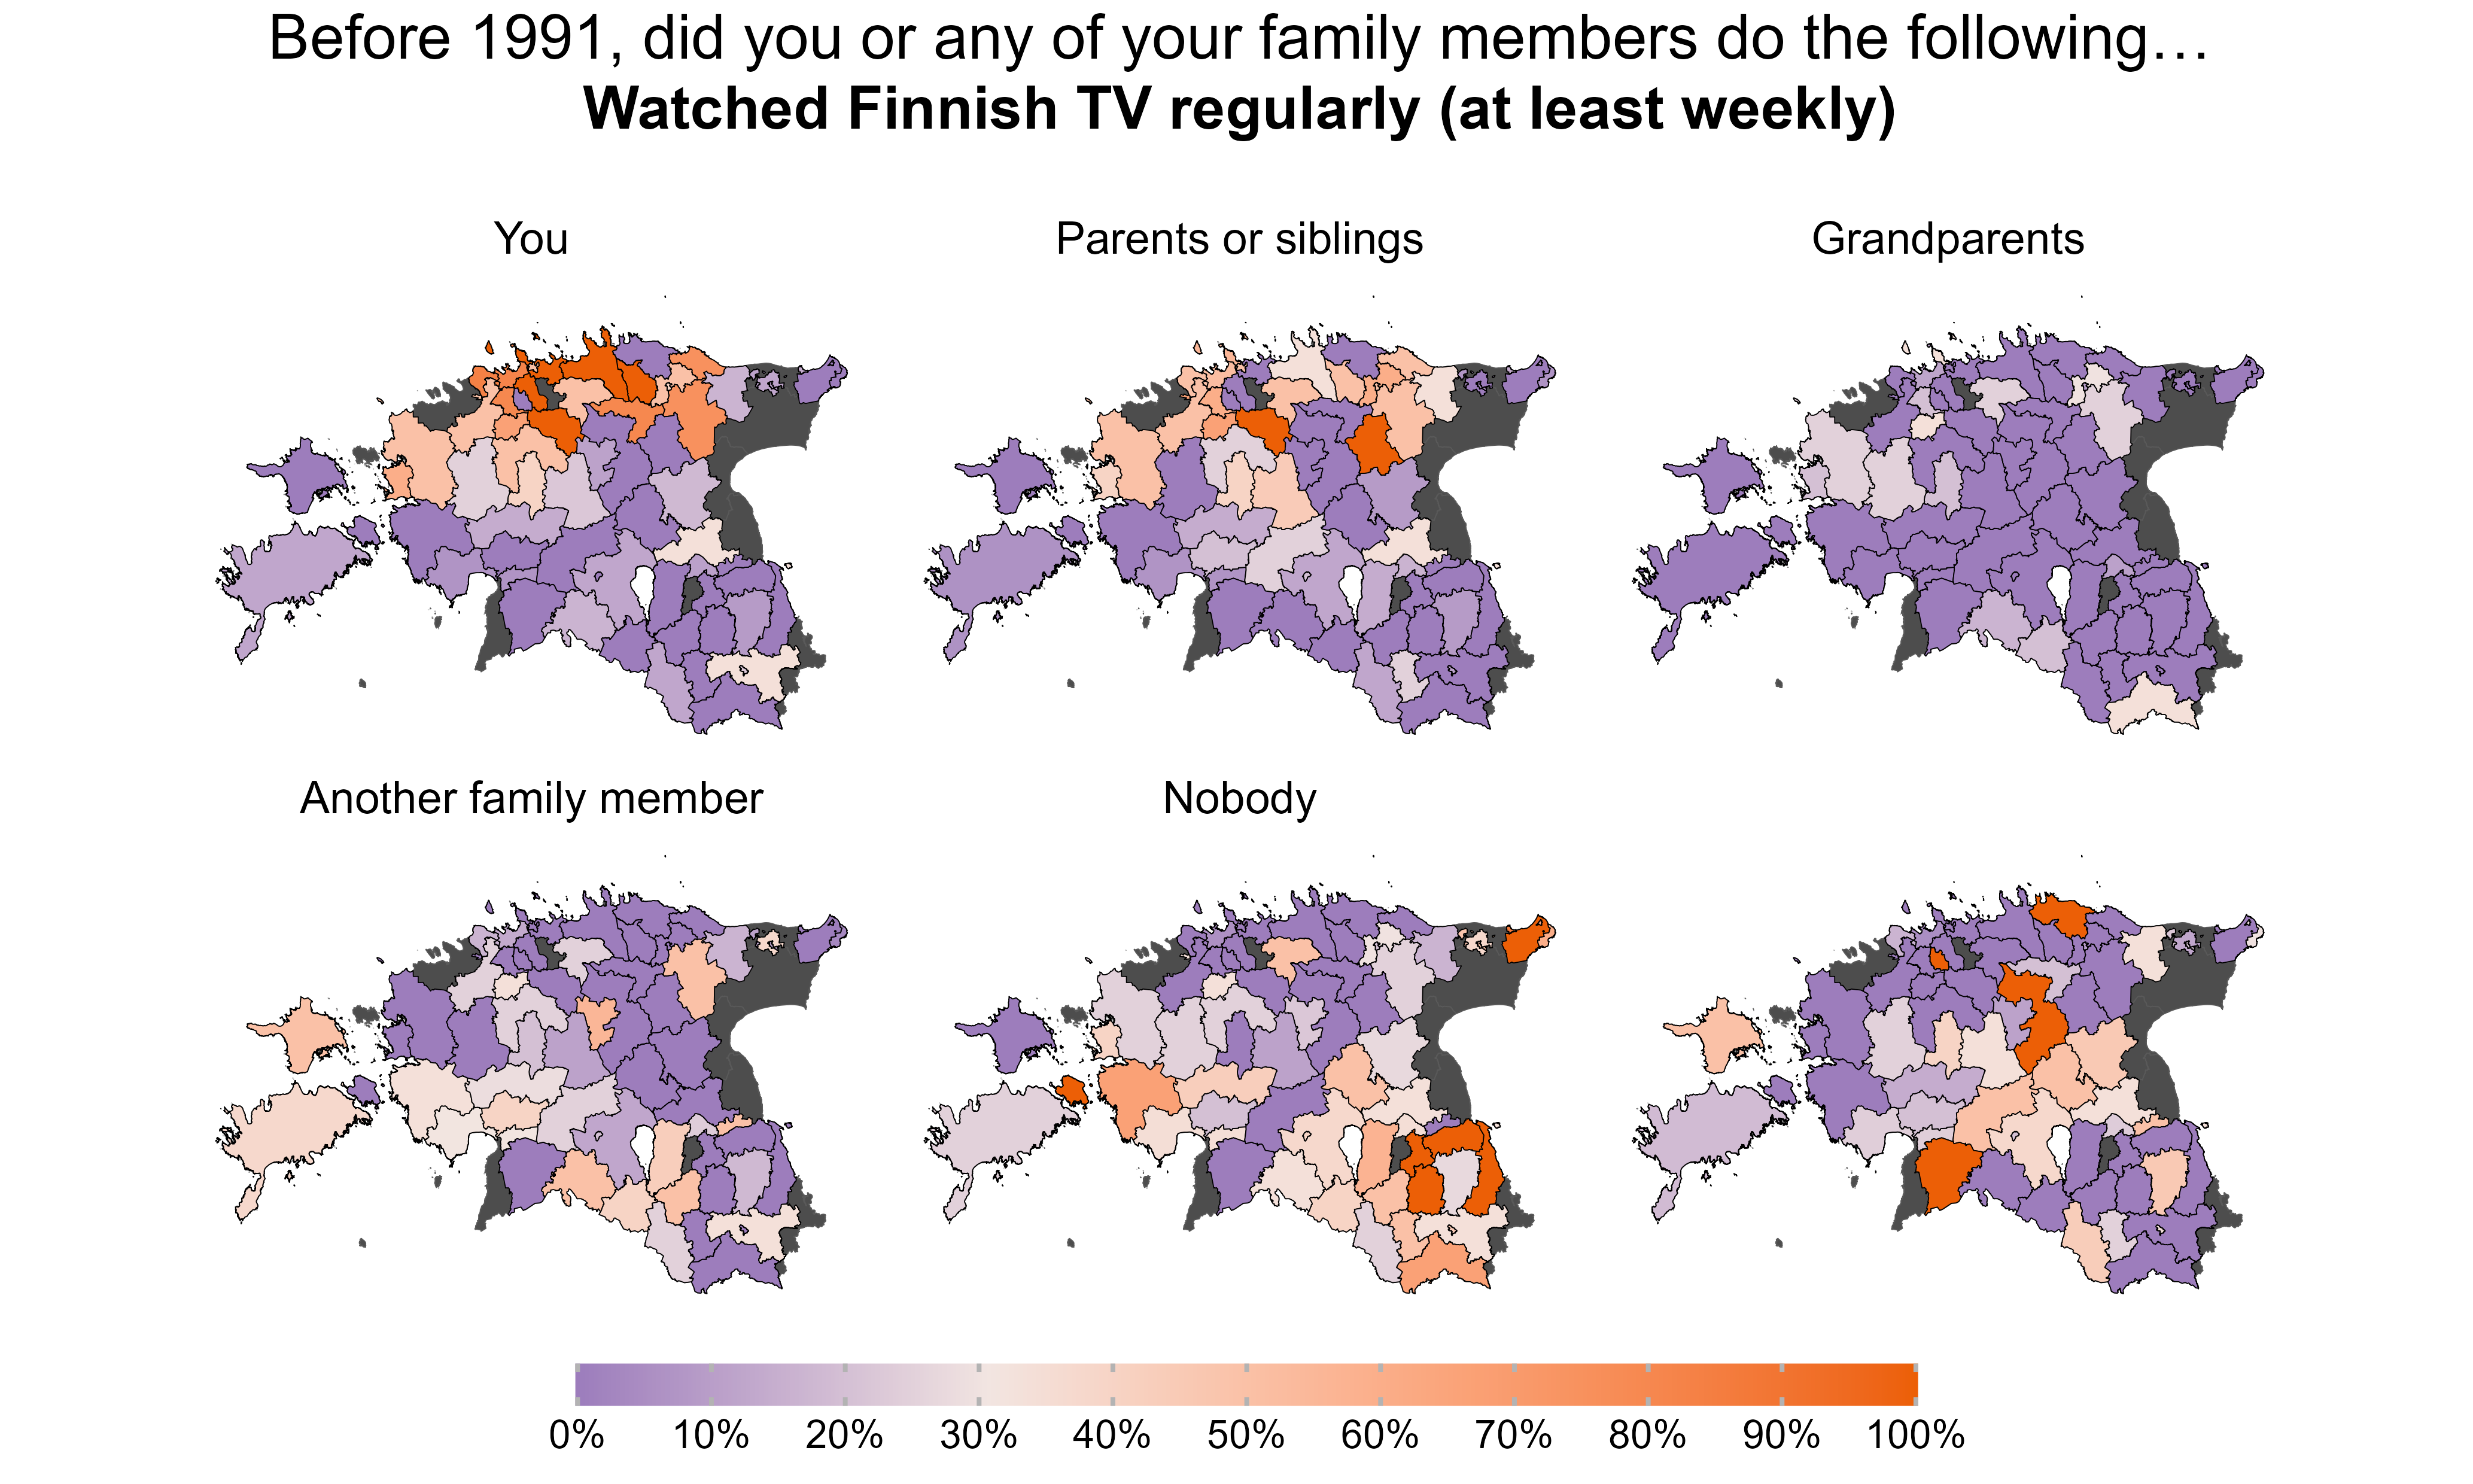 Before 1991, did you or any of your family members do the following…
Watched Finnish TV regularly (at least weekly)
You
Parents or siblings
Grandparents
Another family member
Nobody
0%
10%
20%
30%
40%
50%
60%
70%
80%
90%
100%